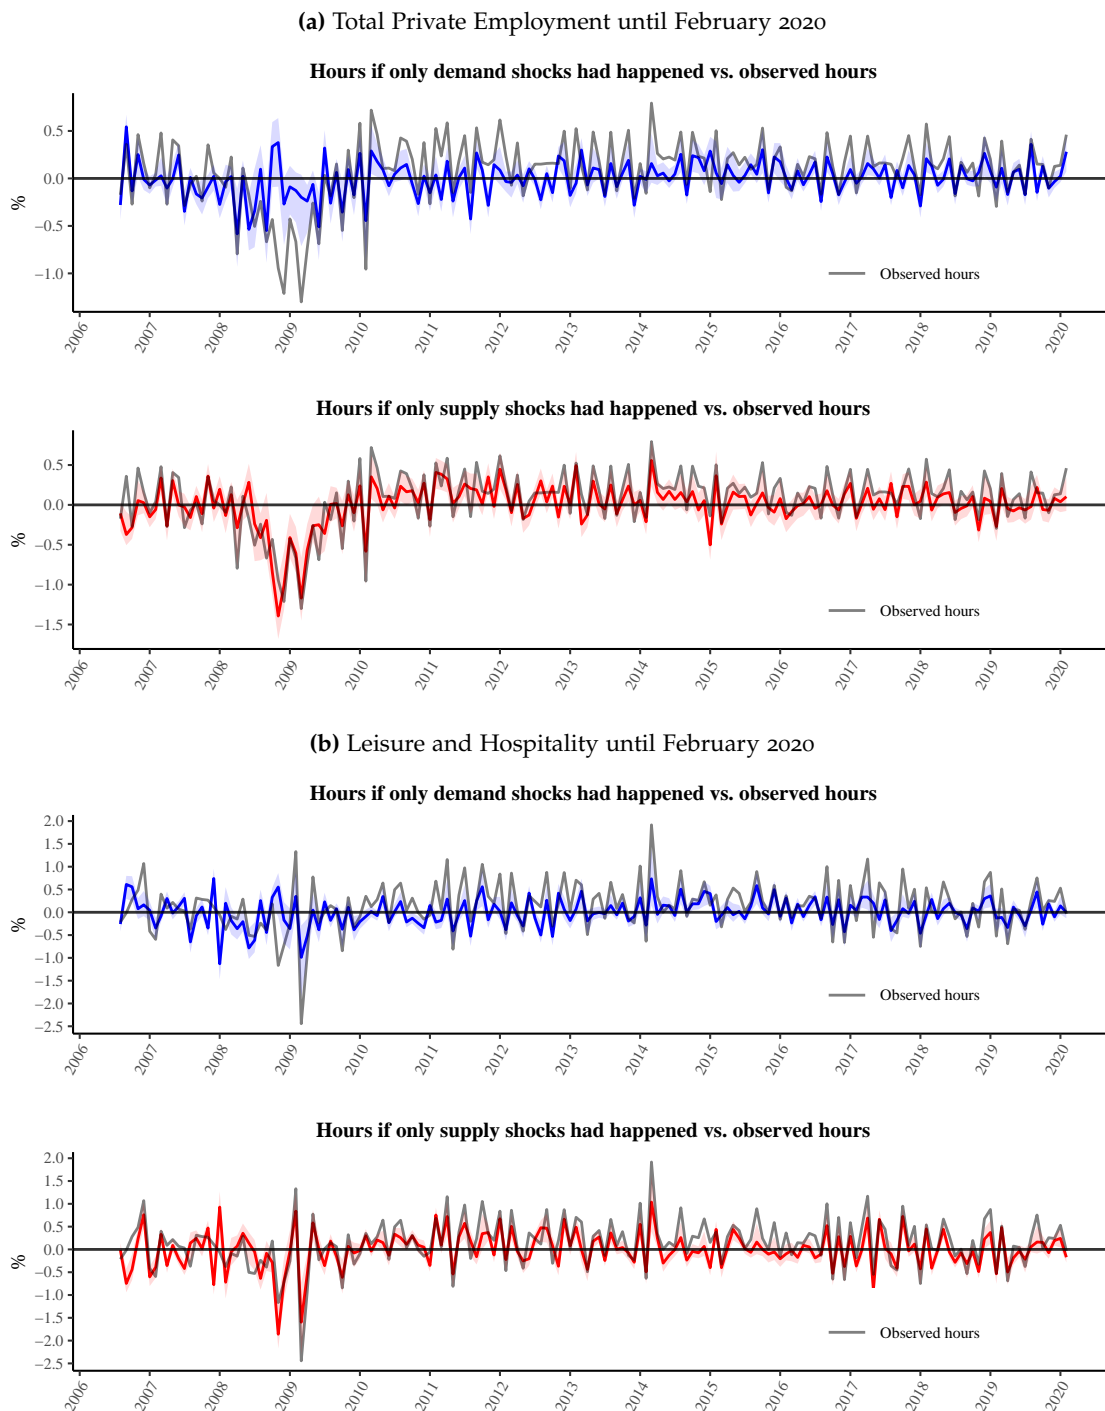 (a) Total Private Employment until February 2020
Hours if only demand shocks had happened vs. observed hours
0.5
0.0
−0.5
−1.0
%
Observed hours
2006 2007 2008 2009 2010 2011 2012 2013 2014 2015 2016 2017 2018 2019 2020
Hours if only supply shocks had happened vs. observed hours
0.5
0.0
−0.5
−1.0
−1.5
%
Observed hours
2006 2007 2008 2009 2010 2011 2012 2013 2014 2015 2016 2017 2018 2019 2020
(b) Leisure and Hospitality until February 2020
Hours if only demand shocks had happened vs. observed hours
2.0
1.5
1.0
0.5
0.0
−0.5
−1.0
−1.5
−2.0
−2.5
%
Observed hours
2006 2007 2008 2009 2010 2011 2012 2013 2014 2015 2016 2017 2018 2019 2020
Hours if only supply shocks had happened vs. observed hours
2.0
1.5
1.0
0.5
0.0
−0.5
−1.0
−1.5
−2.0
−2.5
%
Observed hours
2006 2007 2008 2009 2010 2011 2012 2013 2014 2015 2016 2017 2018 2019 2020